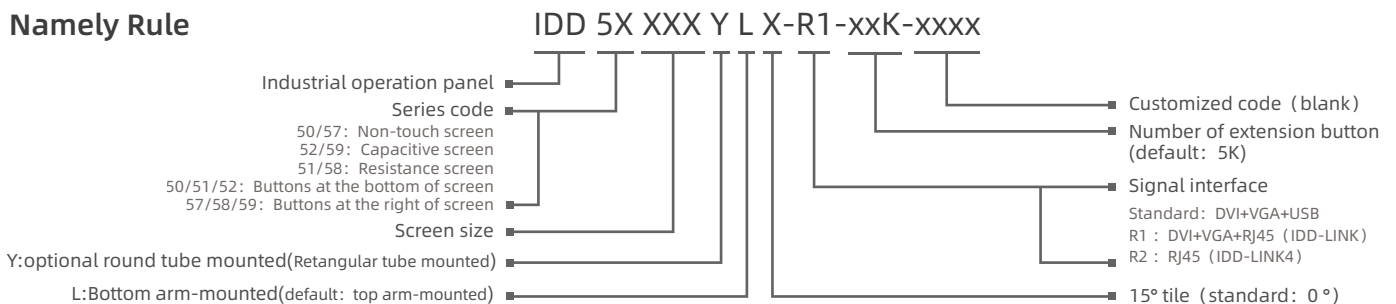 Namely Rule
IDD 5X XXX Y L X-R1-xxK-xxxx
Industrial operation panel
Series code
50/57: Non-touch screen
52/59: Capacitive screen
51/58: Resistance screen
50/51/52: Buttons at the bottom of screen
57/58/59: Buttons at the right of screen
Screen size
Y:optional round tube mounted(Retangular tube mounted)
L:Bottom arm-mounted(default: top arm-mounted)
Customized code (blank)
Number of extension button
(default: 5K)
Signal interface
Standard: DVI+VGA+USB
R1 : DVI+VGA+RJ45 (IDD-LINK)
R2 : RJ45 (IDD-LINK4)
15° tile (standard: 0°)